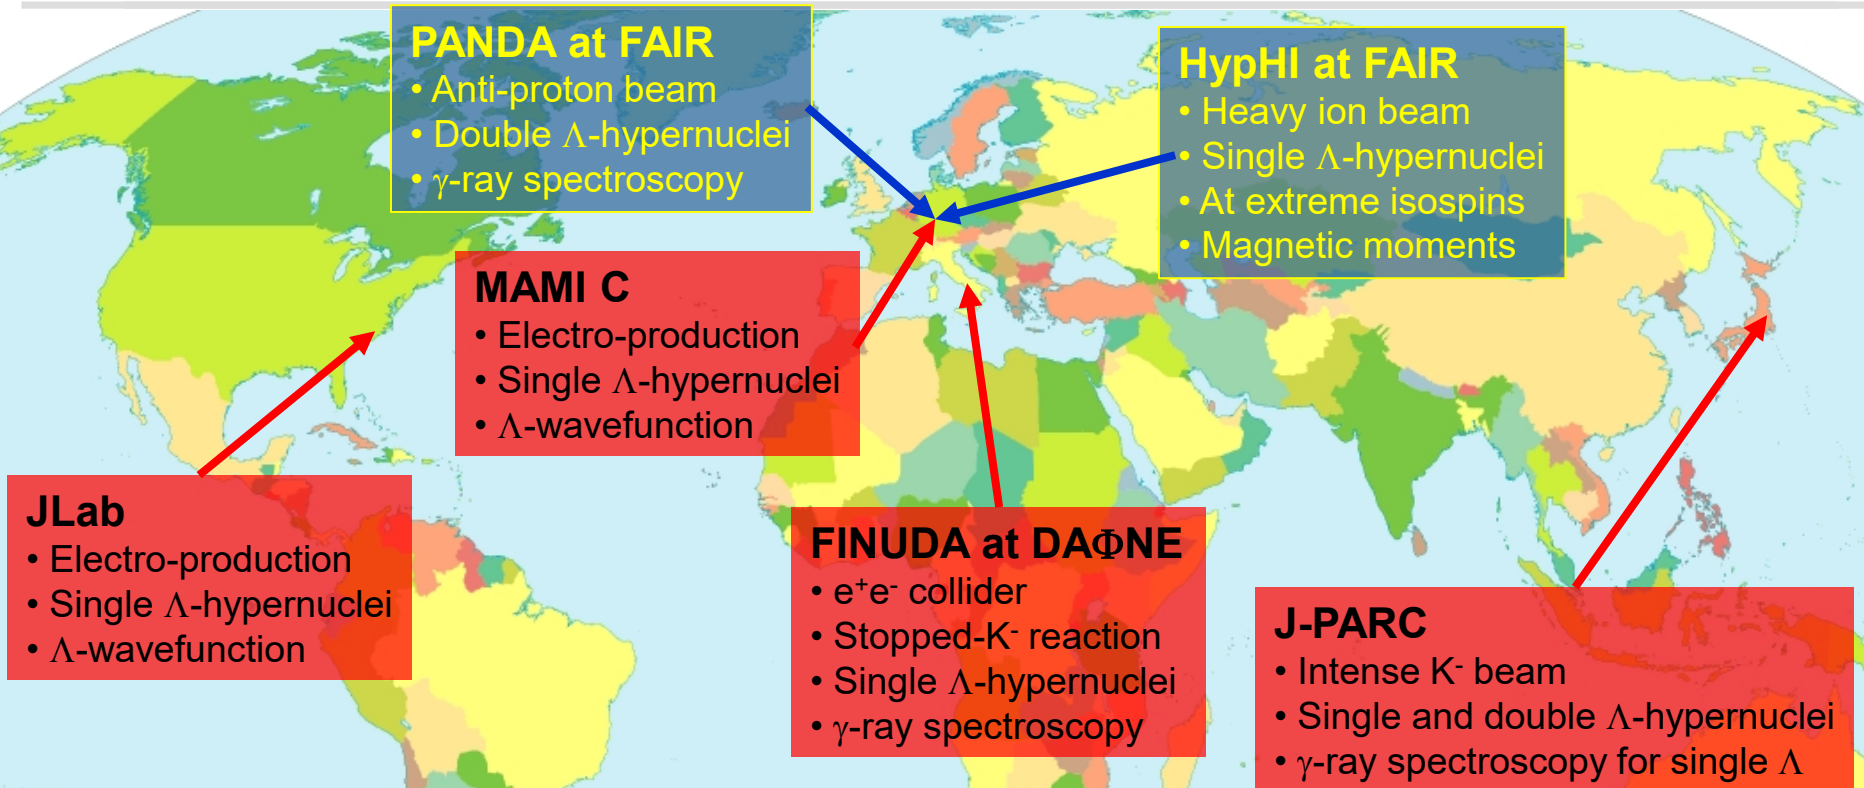 PANDA at FAIR
• Anti-proton beam
• Double Λ-hypernuclei
• γ-ray spectroscopy
HypHI at FAIR
• Heavy ion beam
• Single Λ-hypernuclei
• At extreme isospins
• Magnetic moments
MAMI C
• Electro-production
• Single Λ-hypernuclei
• Λ-wavefunction
JLab
• Electro-production
• Single Λ-hypernuclei
• Λ-wavefunction
FINUDA at DAΦNE
• e⁺e⁻ collider
• Stopped-K⁻ reaction
• Single Λ-hypernuclei
• γ-ray spectroscopy
J-PARC
• Intense K⁻ beam
• Single and double Λ-hypernuclei
• γ-ray spectroscopy for single Λ